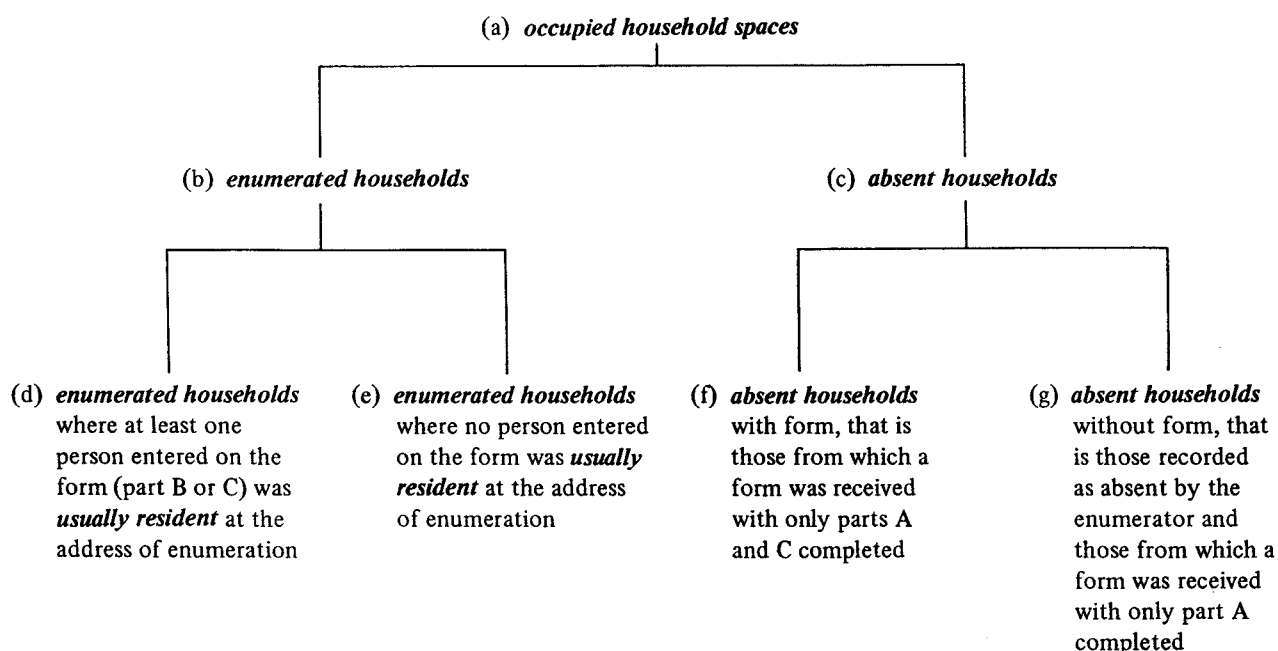 (a) occupied household spaces
(b) enumerated households
(c) absent households
(d) enumerated households
where at least one
person entered on the
form (part B or C) was
usually resident at the
address of enumeration
(e) enumerated households
where no person entered
on the form was usually
resident at the address
of enumeration
(f) absent households
with form, that is
those from which a
form was received
with only parts A
and C completed
(g) absent households
without form, that
is those recorded
as absent by the
enumerator and
those from which a
form was received
with only part A
completed